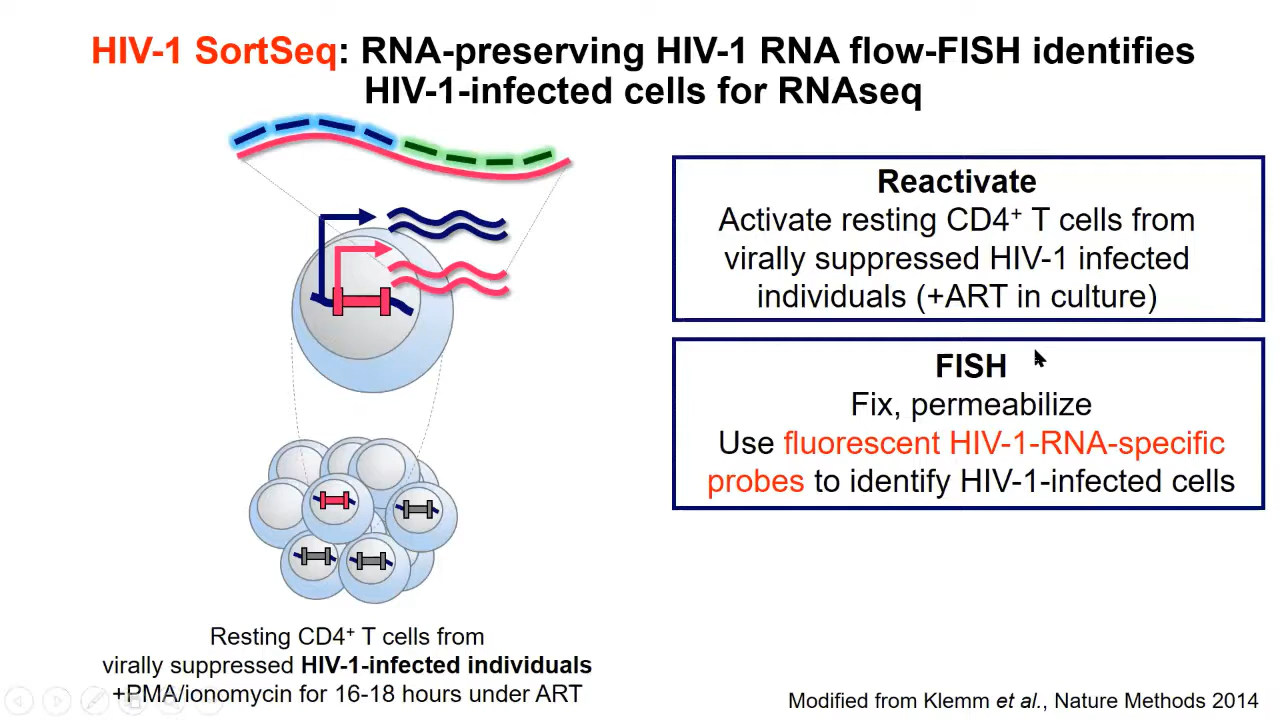 HIV-1 SortSeq: RNA-preserving HIV-1 RNA flow-FISH identifies
HIV-1-infected cells for RNAseq
Reactivate
Activate resting CD4⁺ T cells from
virally suppressed HIV-1 infected
individuals (+ART in culture)
FISH
Fix, permeabilize
Use fluorescent HIV-1-RNA-specific
probes to identify HIV-1-infected cells
Resting CD4⁺ T cells from
virally suppressed HIV-1-infected individuals
+PMA/ionomycin for 16-18 hours under ART
Modified from Klemm et al., Nature Methods 2014